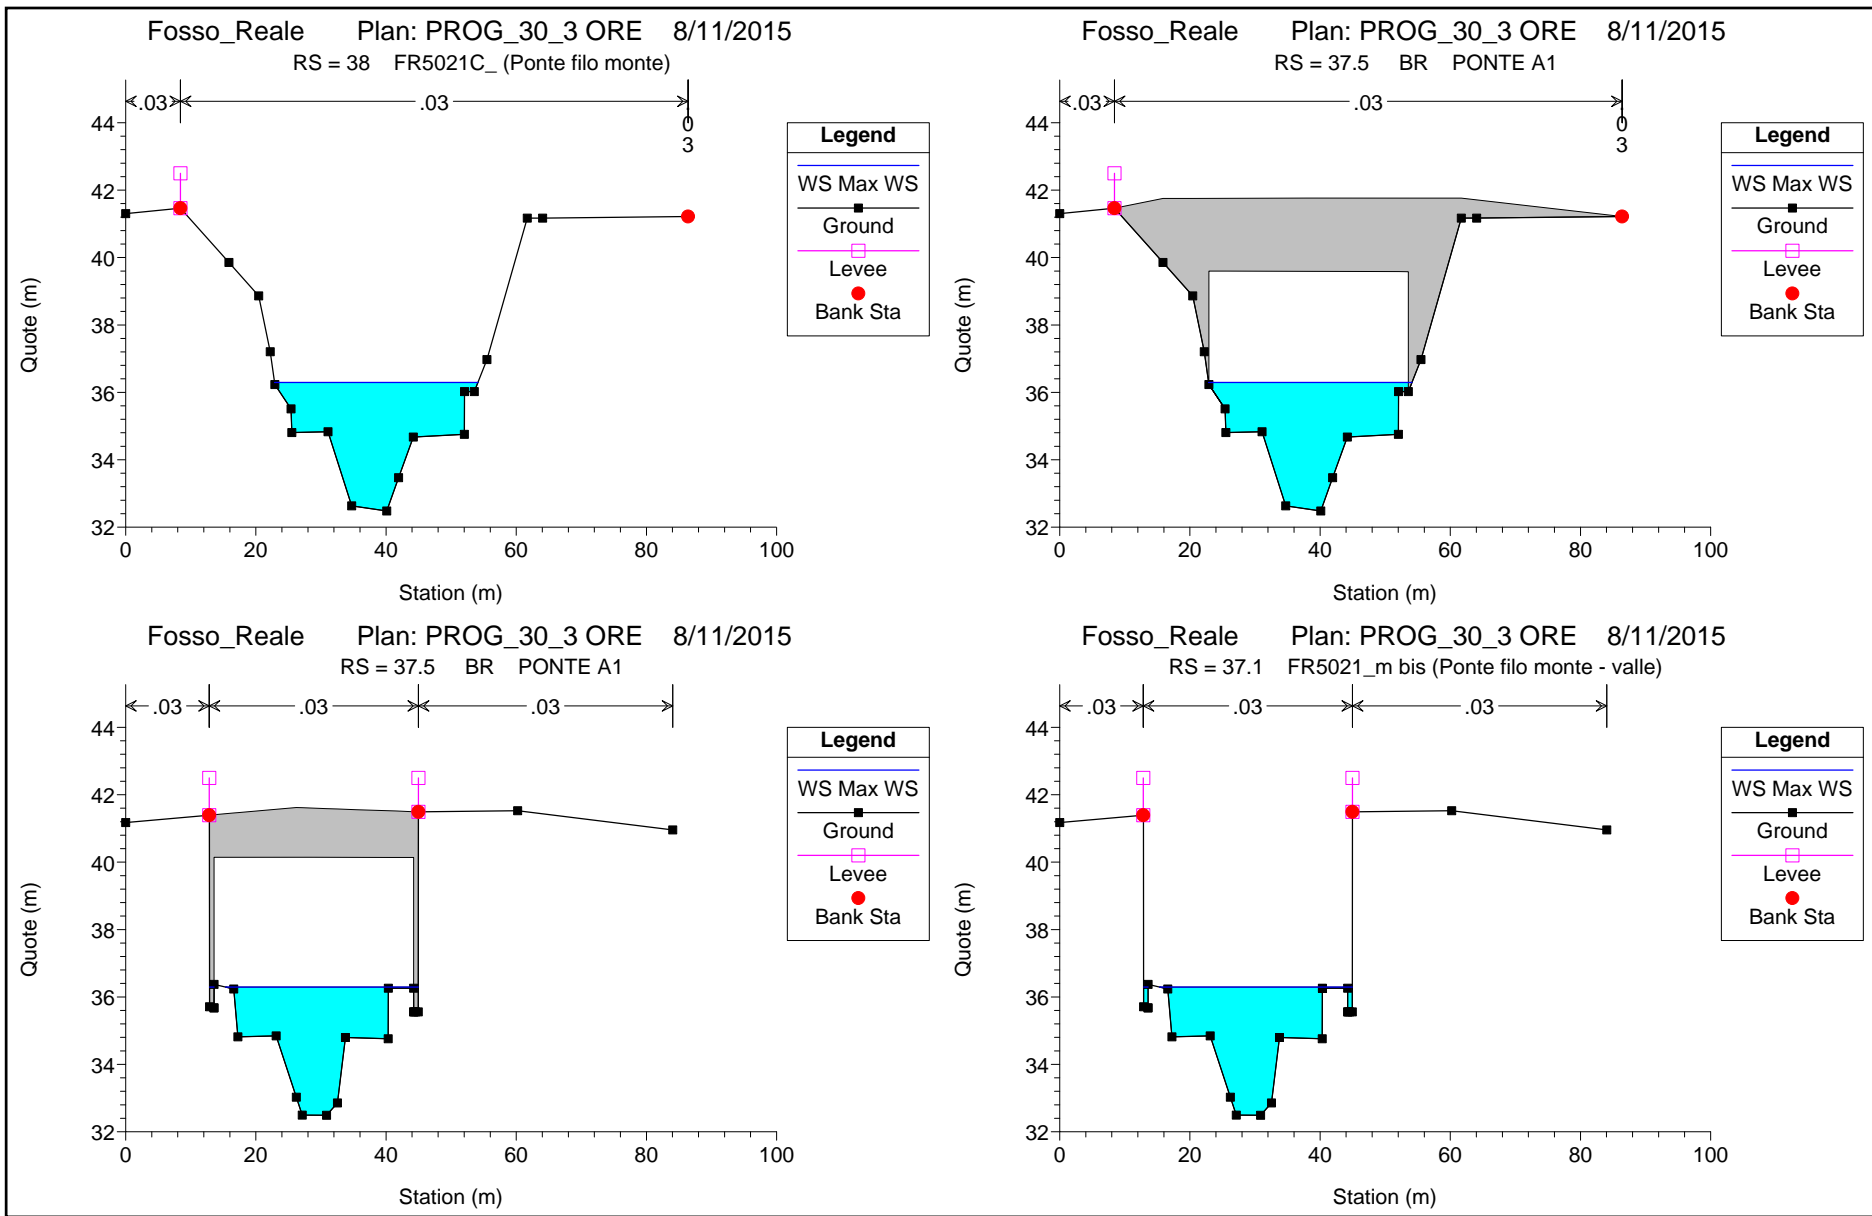 Fosso_Reale Plan: PROG_30_3 ORE 8/11/2015
RS = 38 FR5021C_ (Ponte filo monte)
.03 .03 .03
44
42
40
38
36
34
32
Quote (m)
0 20 40 60 80 100
Station (m)
Legend
WS Max WS
Ground
Levee
Bank Sta
Fosso_Reale Plan: PROG_30_3 ORE 8/11/2015
RS = 37.5 BR PONTE A1
.03 .03 .03
44
42
40
38
36
34
32
Quote (m)
0 20 40 60 80 100
Station (m)
Legend
WS Max WS
Ground
Levee
Bank Sta
Fosso_Reale Plan: PROG_30_3 ORE 8/11/2015
RS = 37.5 BR PONTE A1
.03 .03 .03
44
42
40
38
36
34
32
Quote (m)
0 20 40 60 80 100
Station (m)
Legend
WS Max WS
Ground
Levee
Bank Sta
Fosso_Reale Plan: PROG_30_3 ORE 8/11/2015
RS = 37.1 FR5021_m bis (Ponte filo monte - valle)
.03 .03 .03
44
42
40
38
36
34
32
Quote (m)
0 20 40 60 80 100
Station (m)
Legend
WS Max WS
Ground
Levee
Bank Sta